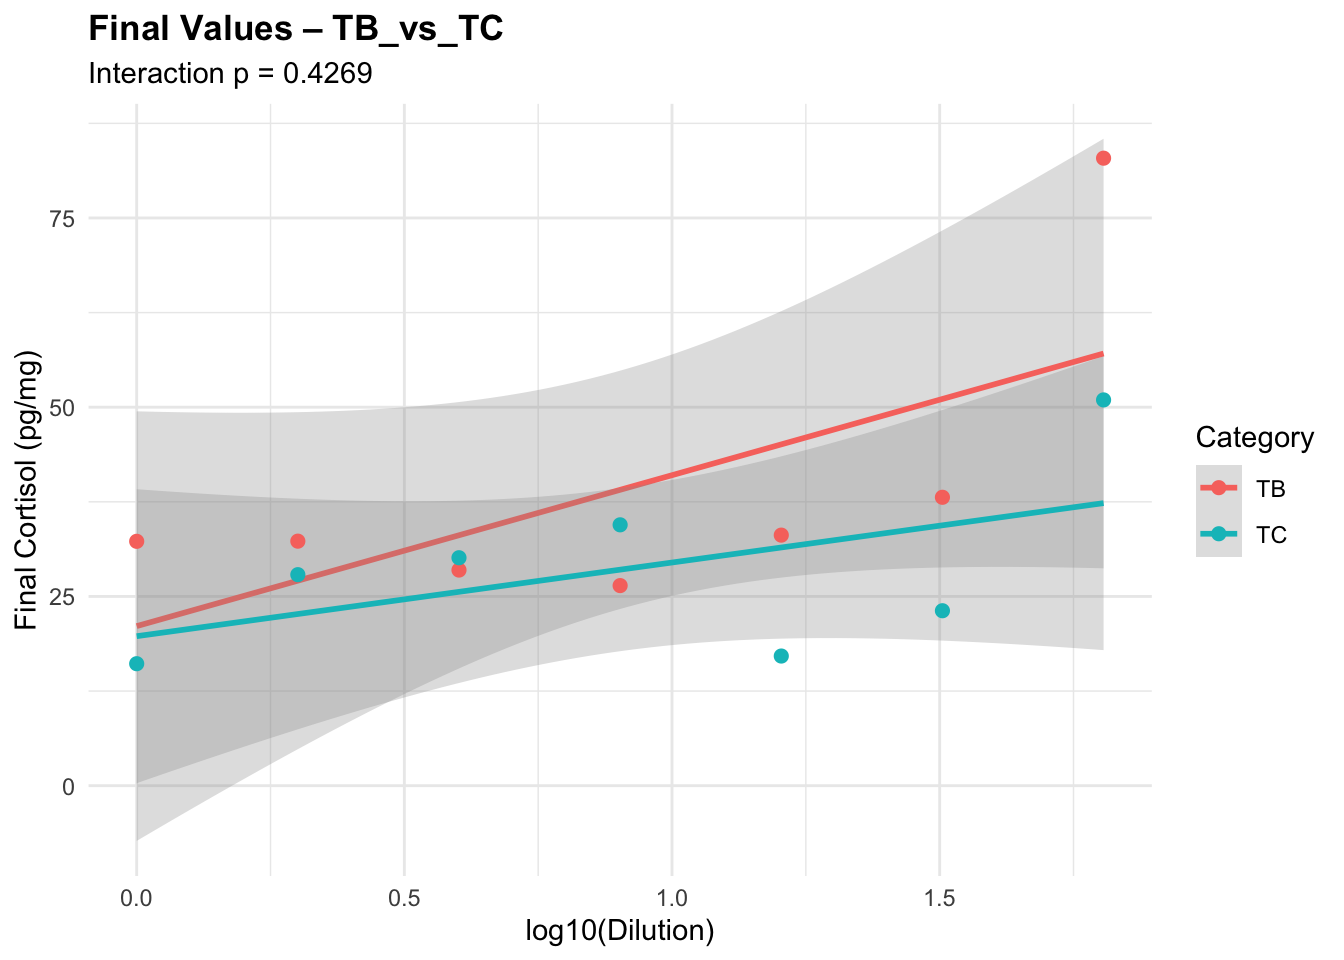 Final Values – TB_vs_TC
Interaction p = 0.4269
Final Cortisol (pg/mg)
75
50
25
0
0.0
0.5
1.0
1.5
log10(Dilution)
Category
TB
TC